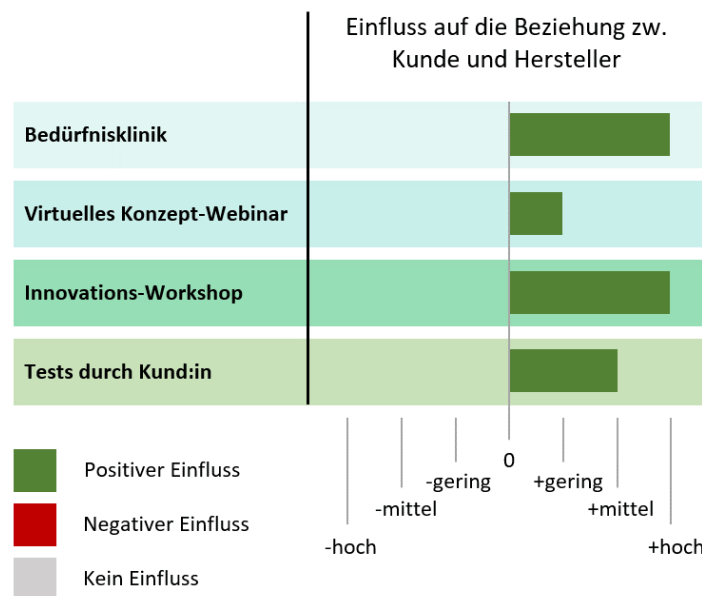 Einfluss auf die Beziehung zw.
Kunde und Hersteller
Bedürfnisklinik
Virtuelles Konzept-Webinar
Innovations-Workshop
Tests durch Kund:in
0
-gering
+gering
-mittel
+mittel
-hoch
+hoch
Positiver Einfluss
Negativer Einfluss
Kein Einfluss